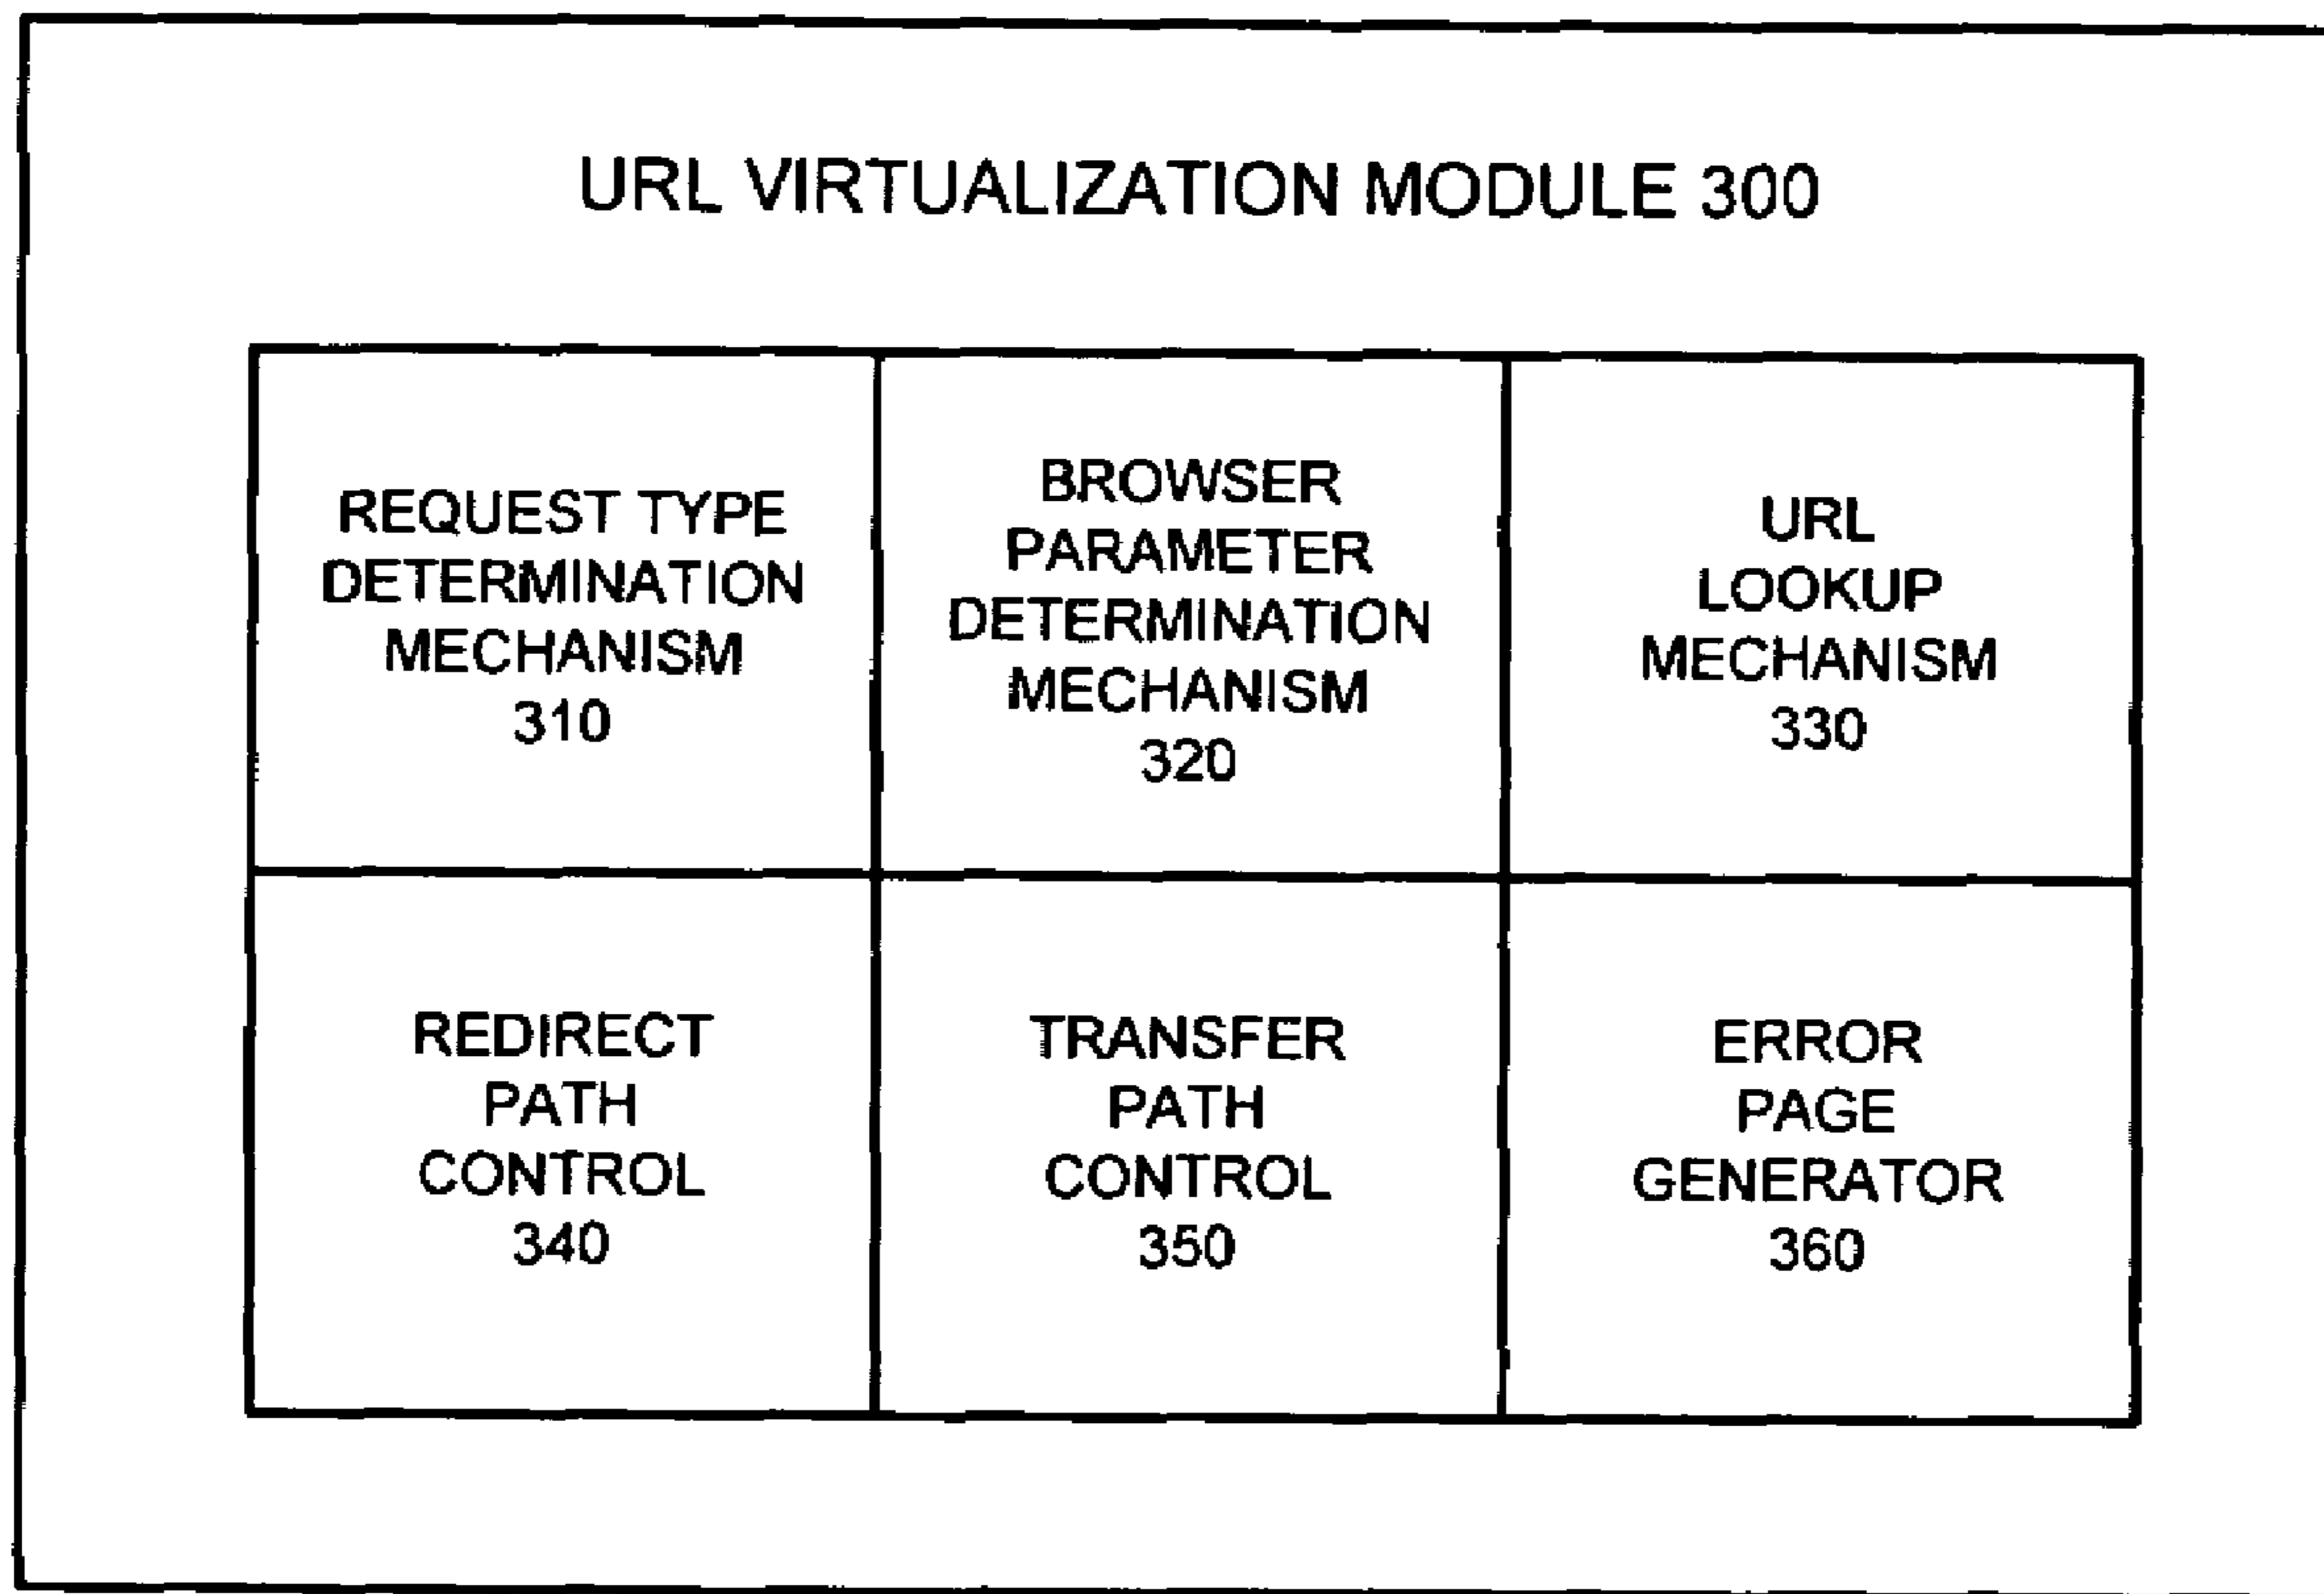 URL VIRTUALIZATION MODULE 300
REQUEST TYPE
DETERMINATION
MECHANISM
310
BROWSER
PARAMETER
DETERMINATION
MECHANISM
320
URL
LOOKUP
MECHANISM
330
REDIRECT
PATH
CONTROL
340
TRANSFER
PATH
CONTROL
350
ERROR
PAGE
GENERATOR
360